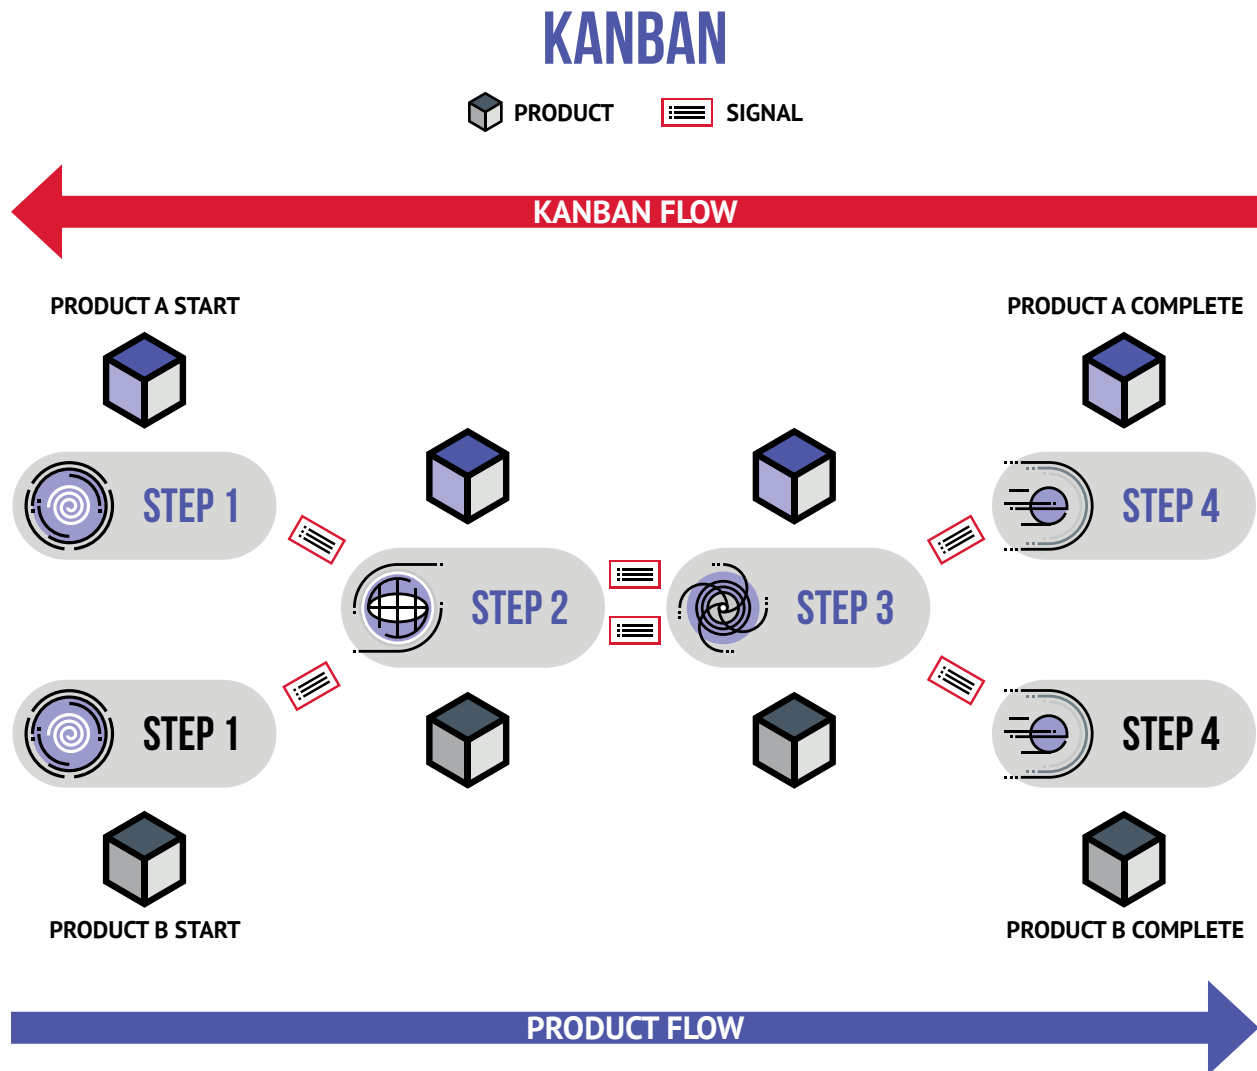 KANBAN
PRODUCT
SIGNAL
KANBAN FLOW
PRODUCT A START
PRODUCT A COMPLETE
STEP 1
STEP 4
STEP 2
STEP 3
STEP 1
STEP 4
PRODUCT B START
PRODUCT B COMPLETE
PRODUCT FLOW